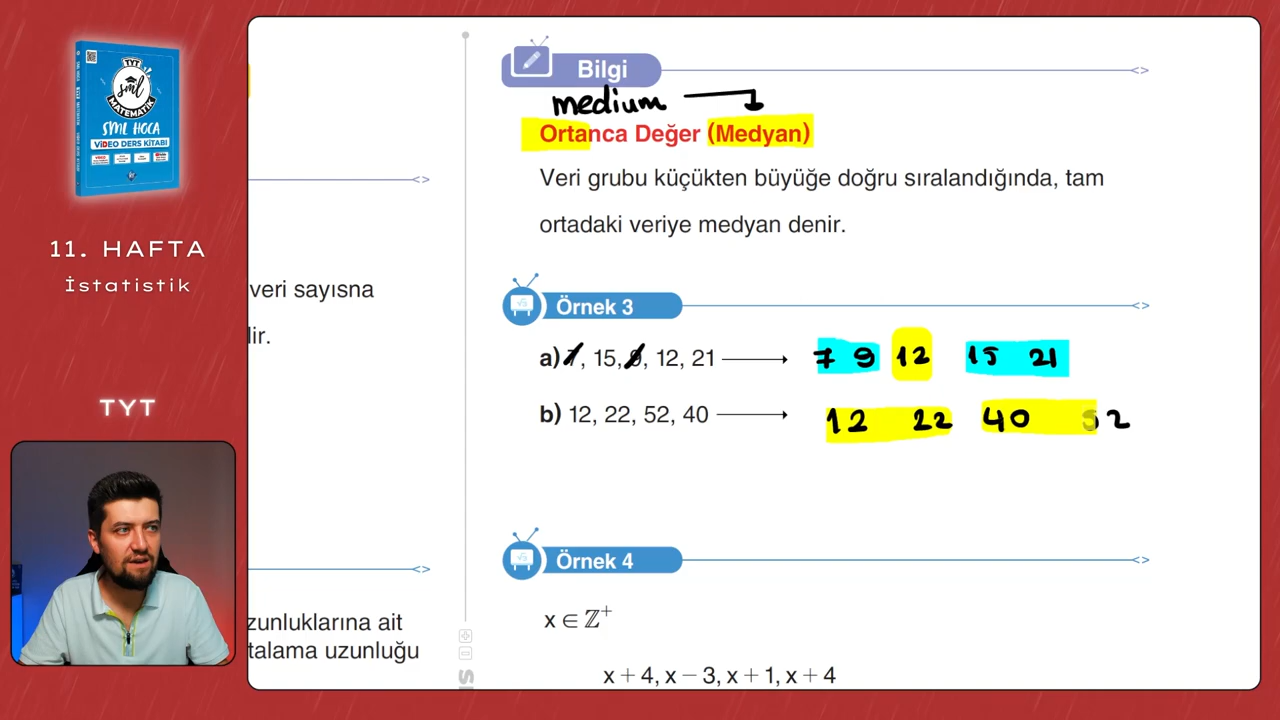 TYT
sml
MATEMATİK
SML HOCA
VİDEO DERS KİTABI
11. HAFTA
İstatistik
TYT
veri sayısna
lir.
zunluklarına ait
talama uzunluğu
Bilgi
medium
Ortanca Değer (Medyan)
Veri grubu küçükten büyüğe doğru sıralandığında, tam
ortadaki veriye medyan denir.
Örnek 3
a) 7, 15, 9, 12, 21 7 9 12 15 21
b) 12, 22, 52, 40 12 22 40 52
Örnek 4
x ∈ ℤ⁺
x + 4, x − 3, x + 1, x + 4